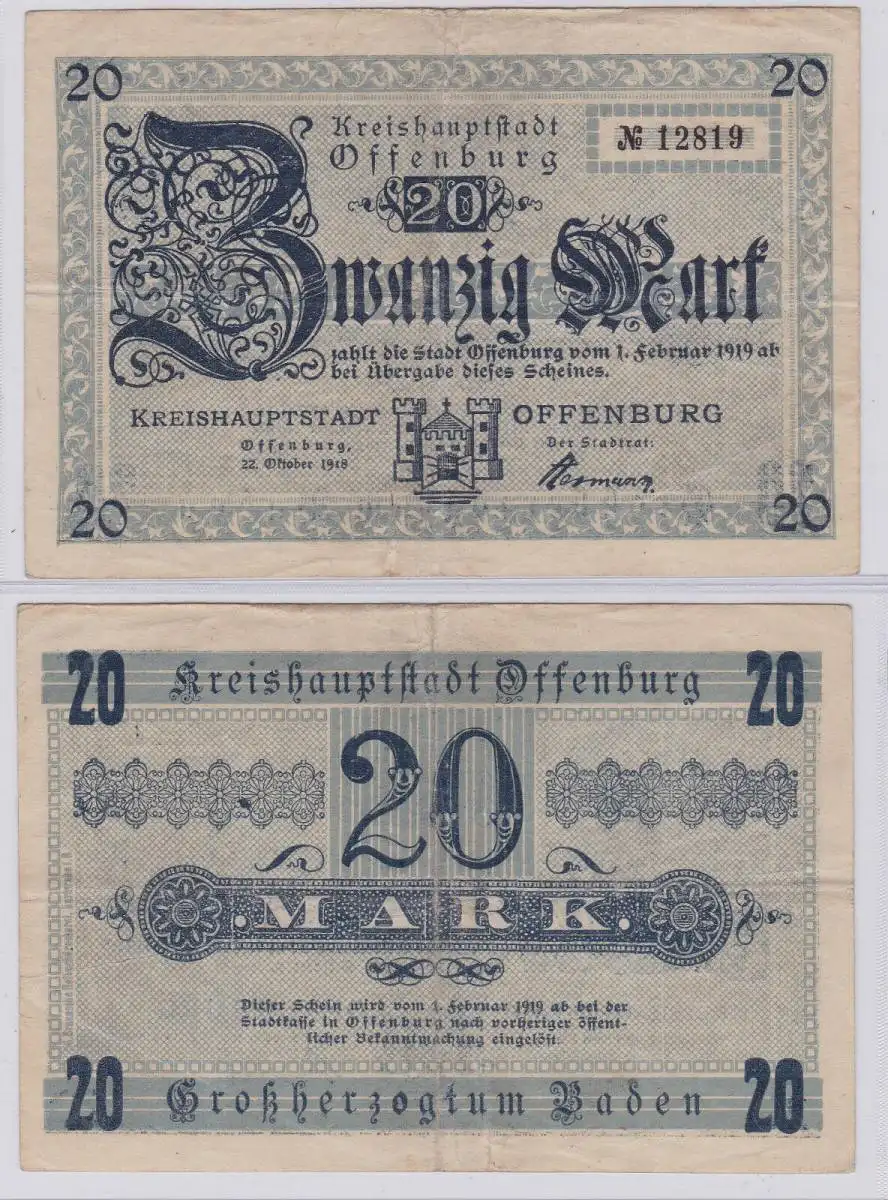 20 20
Kreishauptstadt
Offenburg
№ 12819
20
Zwanzig Mark
zahlt die Stadt Offenburg vom 1. Februar 1919 ab
bei Übergabe dieses Scheines.
KREISHAUPTSTADT OFFENBURG
Offenburg,
22. Oktober 1918
Der Stadtrat:
Hermann
20 20
20 20
Kreishauptstadt Offenburg
20
.MARK.
Dieser Schein wird vom 1. Februar 1919 ab bei der
Stadtkasse in Offenburg nach vorheriger öffent-
licher Bekanntmachung eingelöst.
20 20
Großherzogtum Baden